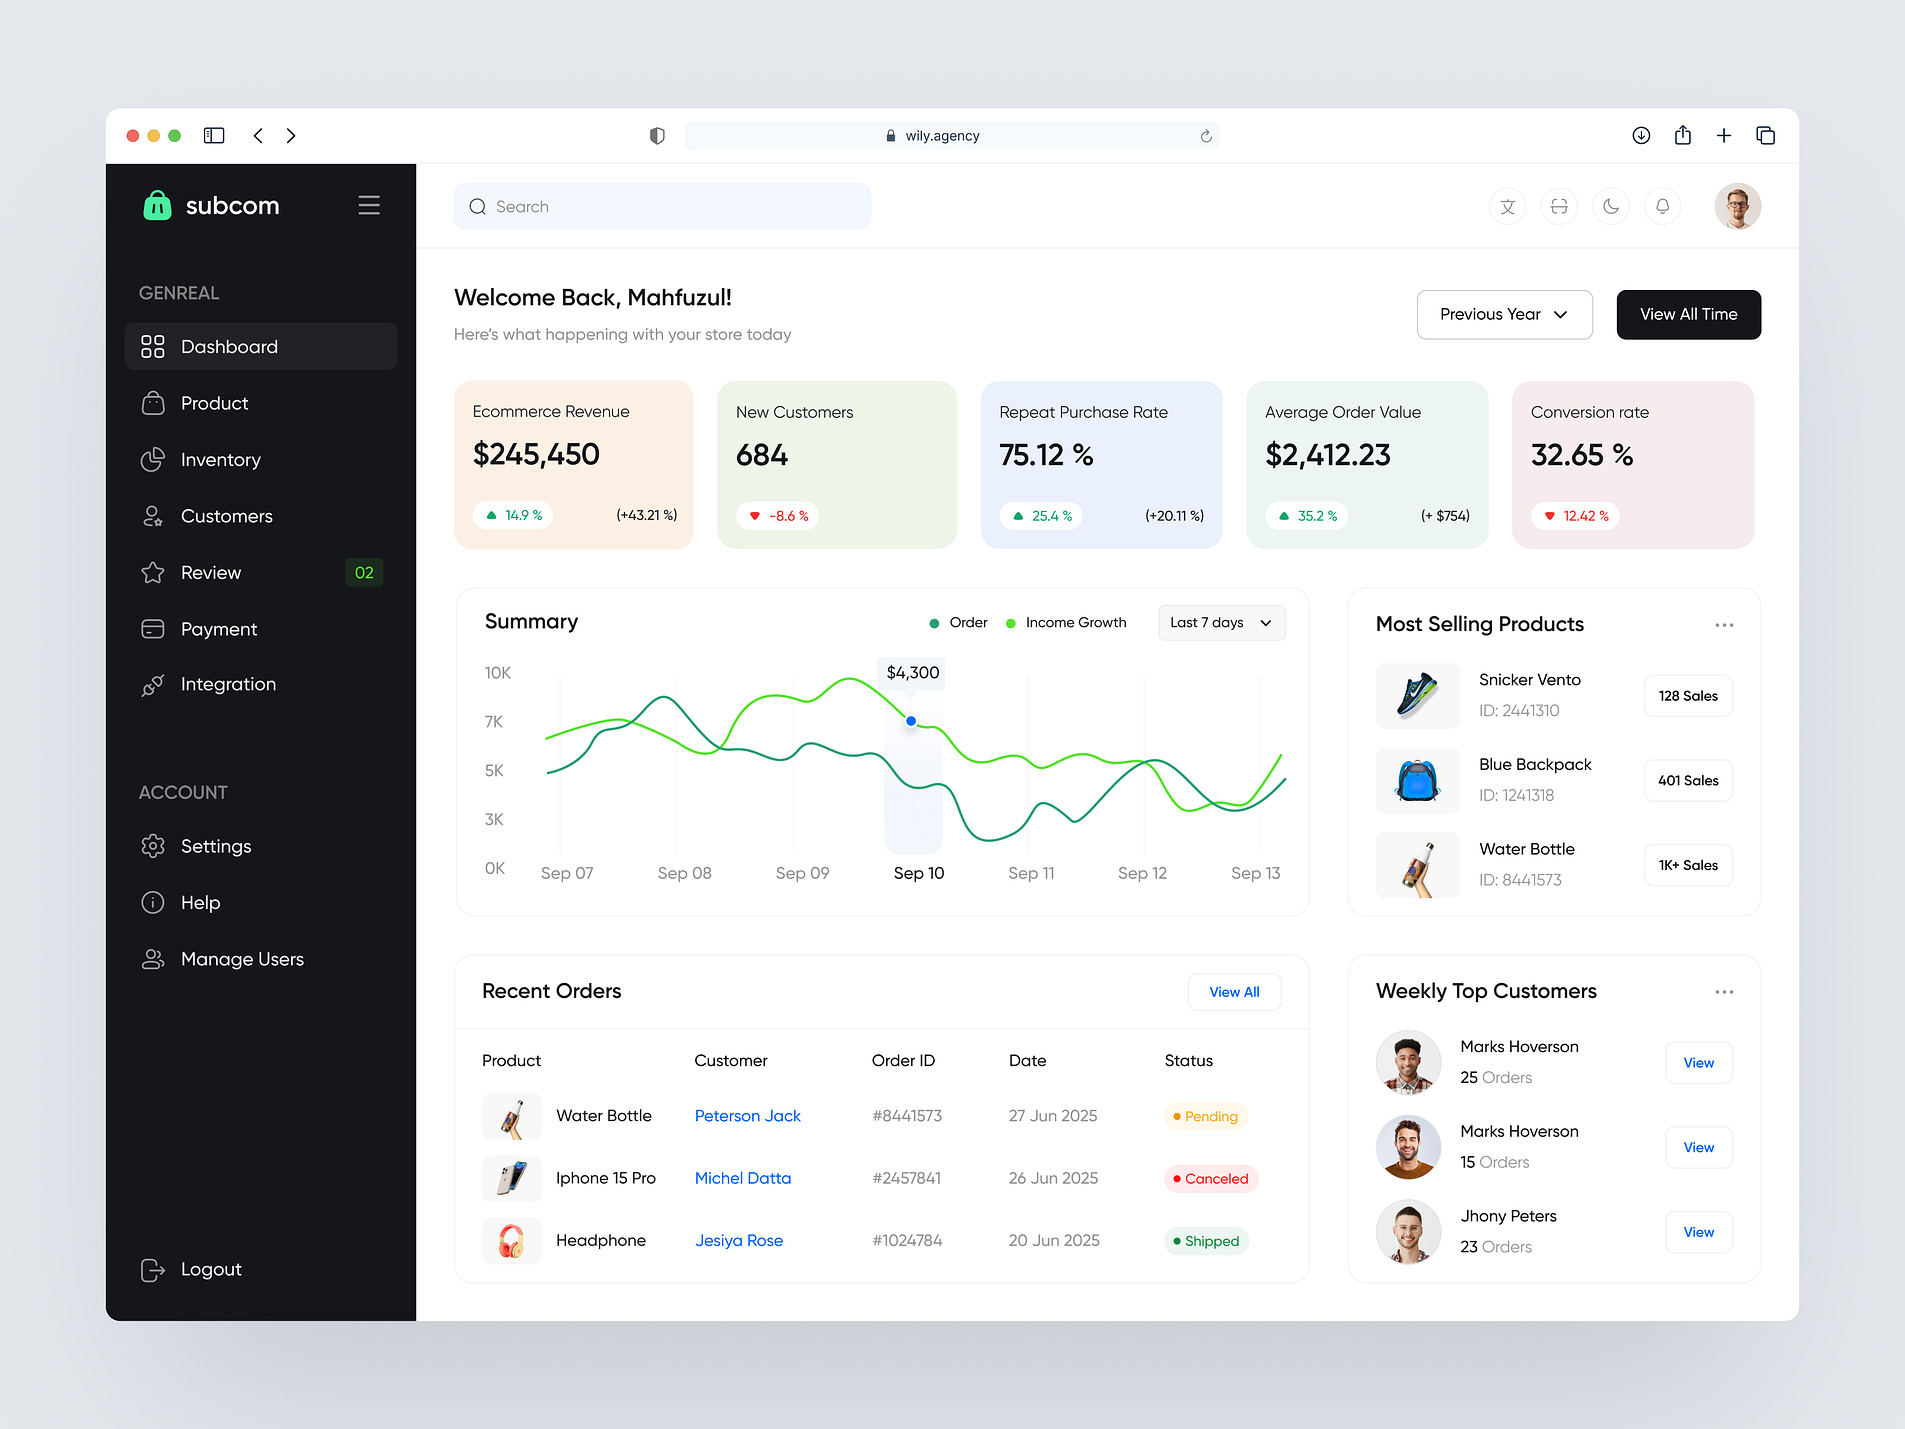 wily.agency
subcom
Search
GENREAL
Dashboard
Product
Inventory
Customers
Review 02
Payment
Integration
ACCOUNT
Settings
Help
Manage Users
Logout
Welcome Back, Mahfuzul!
Here's what happening with your store today
Previous Year
View All Time
Ecommerce Revenue
$245,450
14.9 % (+43.21 %)
New Customers
684
-8.6 %
Repeat Purchase Rate
75.12 %
25.4 % (+20.11 %)
Average Order Value
$2,412.23
35.2 % (+ $754)
Conversion rate
32.65 %
12.42 %
Summary
Order Income Growth Last 7 days
$4,300
10K
7K
5K
3K
0K
Sep 07 Sep 08 Sep 09 Sep 10 Sep 11 Sep 12 Sep 13
Most Selling Products
Snicker Vento
ID: 2441310
128 Sales
Blue Backpack
ID: 1241318
401 Sales
Water Bottle
ID: 8441573
1K+ Sales
Recent Orders
View All
Product Customer Order ID Date Status
Water Bottle Peterson Jack #8441573 27 Jun 2025 Pending
Iphone 15 Pro Michel Datta #2457841 26 Jun 2025 Canceled
Headphone Jesiya Rose #1024784 20 Jun 2025 Shipped
Weekly Top Customers
Marks Hoverson
25 Orders
View
Marks Hoverson
15 Orders
View
Jhony Peters
23 Orders
View